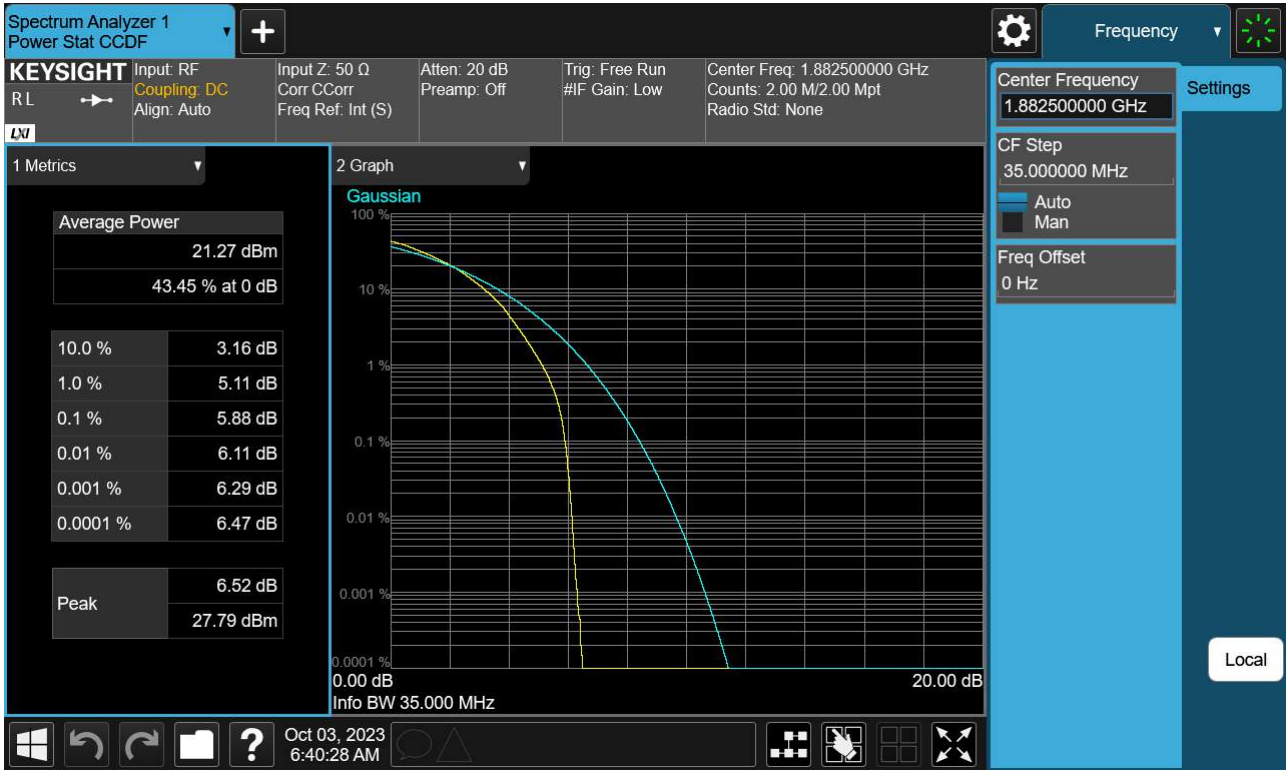 Spectrum Analyzer 1
Power Stat CCDF
+
Frequency
KEYSIGHT
R L
LXI
Input: RF
Coupling: DC
Align: Auto
Input Z: 50 Ω
Corr CCorr
Freq Ref: Int (S)
Atten: 20 dB
Preamp: Off
Trig: Free Run
#IF Gain: Low
Center Freq: 1.882500000 GHz
Counts: 2.00 M/2.00 Mpt
Radio Std: None
Center Frequency
1.882500000 GHz
Settings
CF Step
35.000000 MHz
Auto
Man
Freq Offset
0 Hz
Local
1 Metrics
Average Power
21.27 dBm
43.45 % at 0 dB
10.0 % 3.16 dB
1.0 % 5.11 dB
0.1 % 5.88 dB
0.01 % 6.11 dB
0.001 % 6.29 dB
0.0001 % 6.47 dB
Peak
6.52 dB
27.79 dBm
2 Graph
Gaussian
100 %
10 %
1 %
0.1 %
0.01 %
0.001 %
0.0001 %
0.00 dB 20.00 dB
Info BW 35.000 MHz
?
Oct 03, 2023
6:40:28 AM